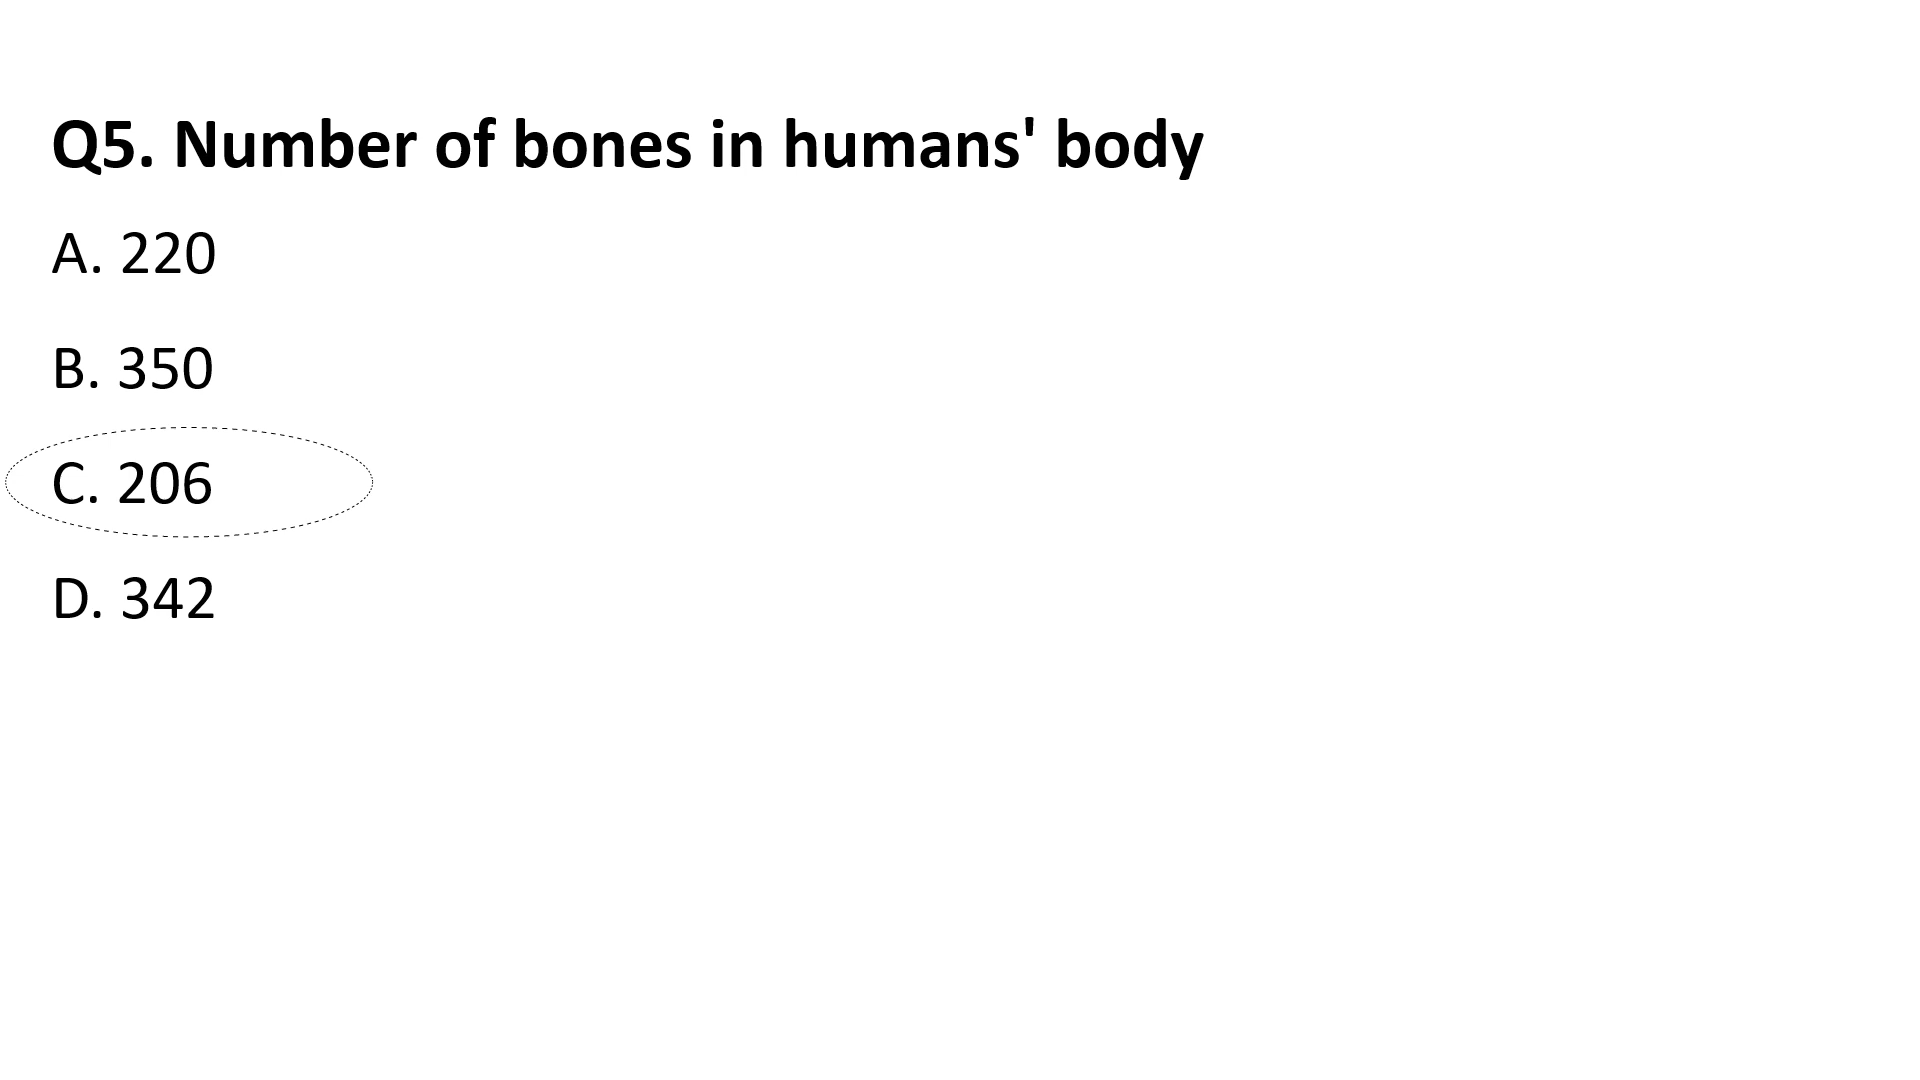 Q5. Number of bones in humans' body
A. 220
B. 350
C. 206
D. 342